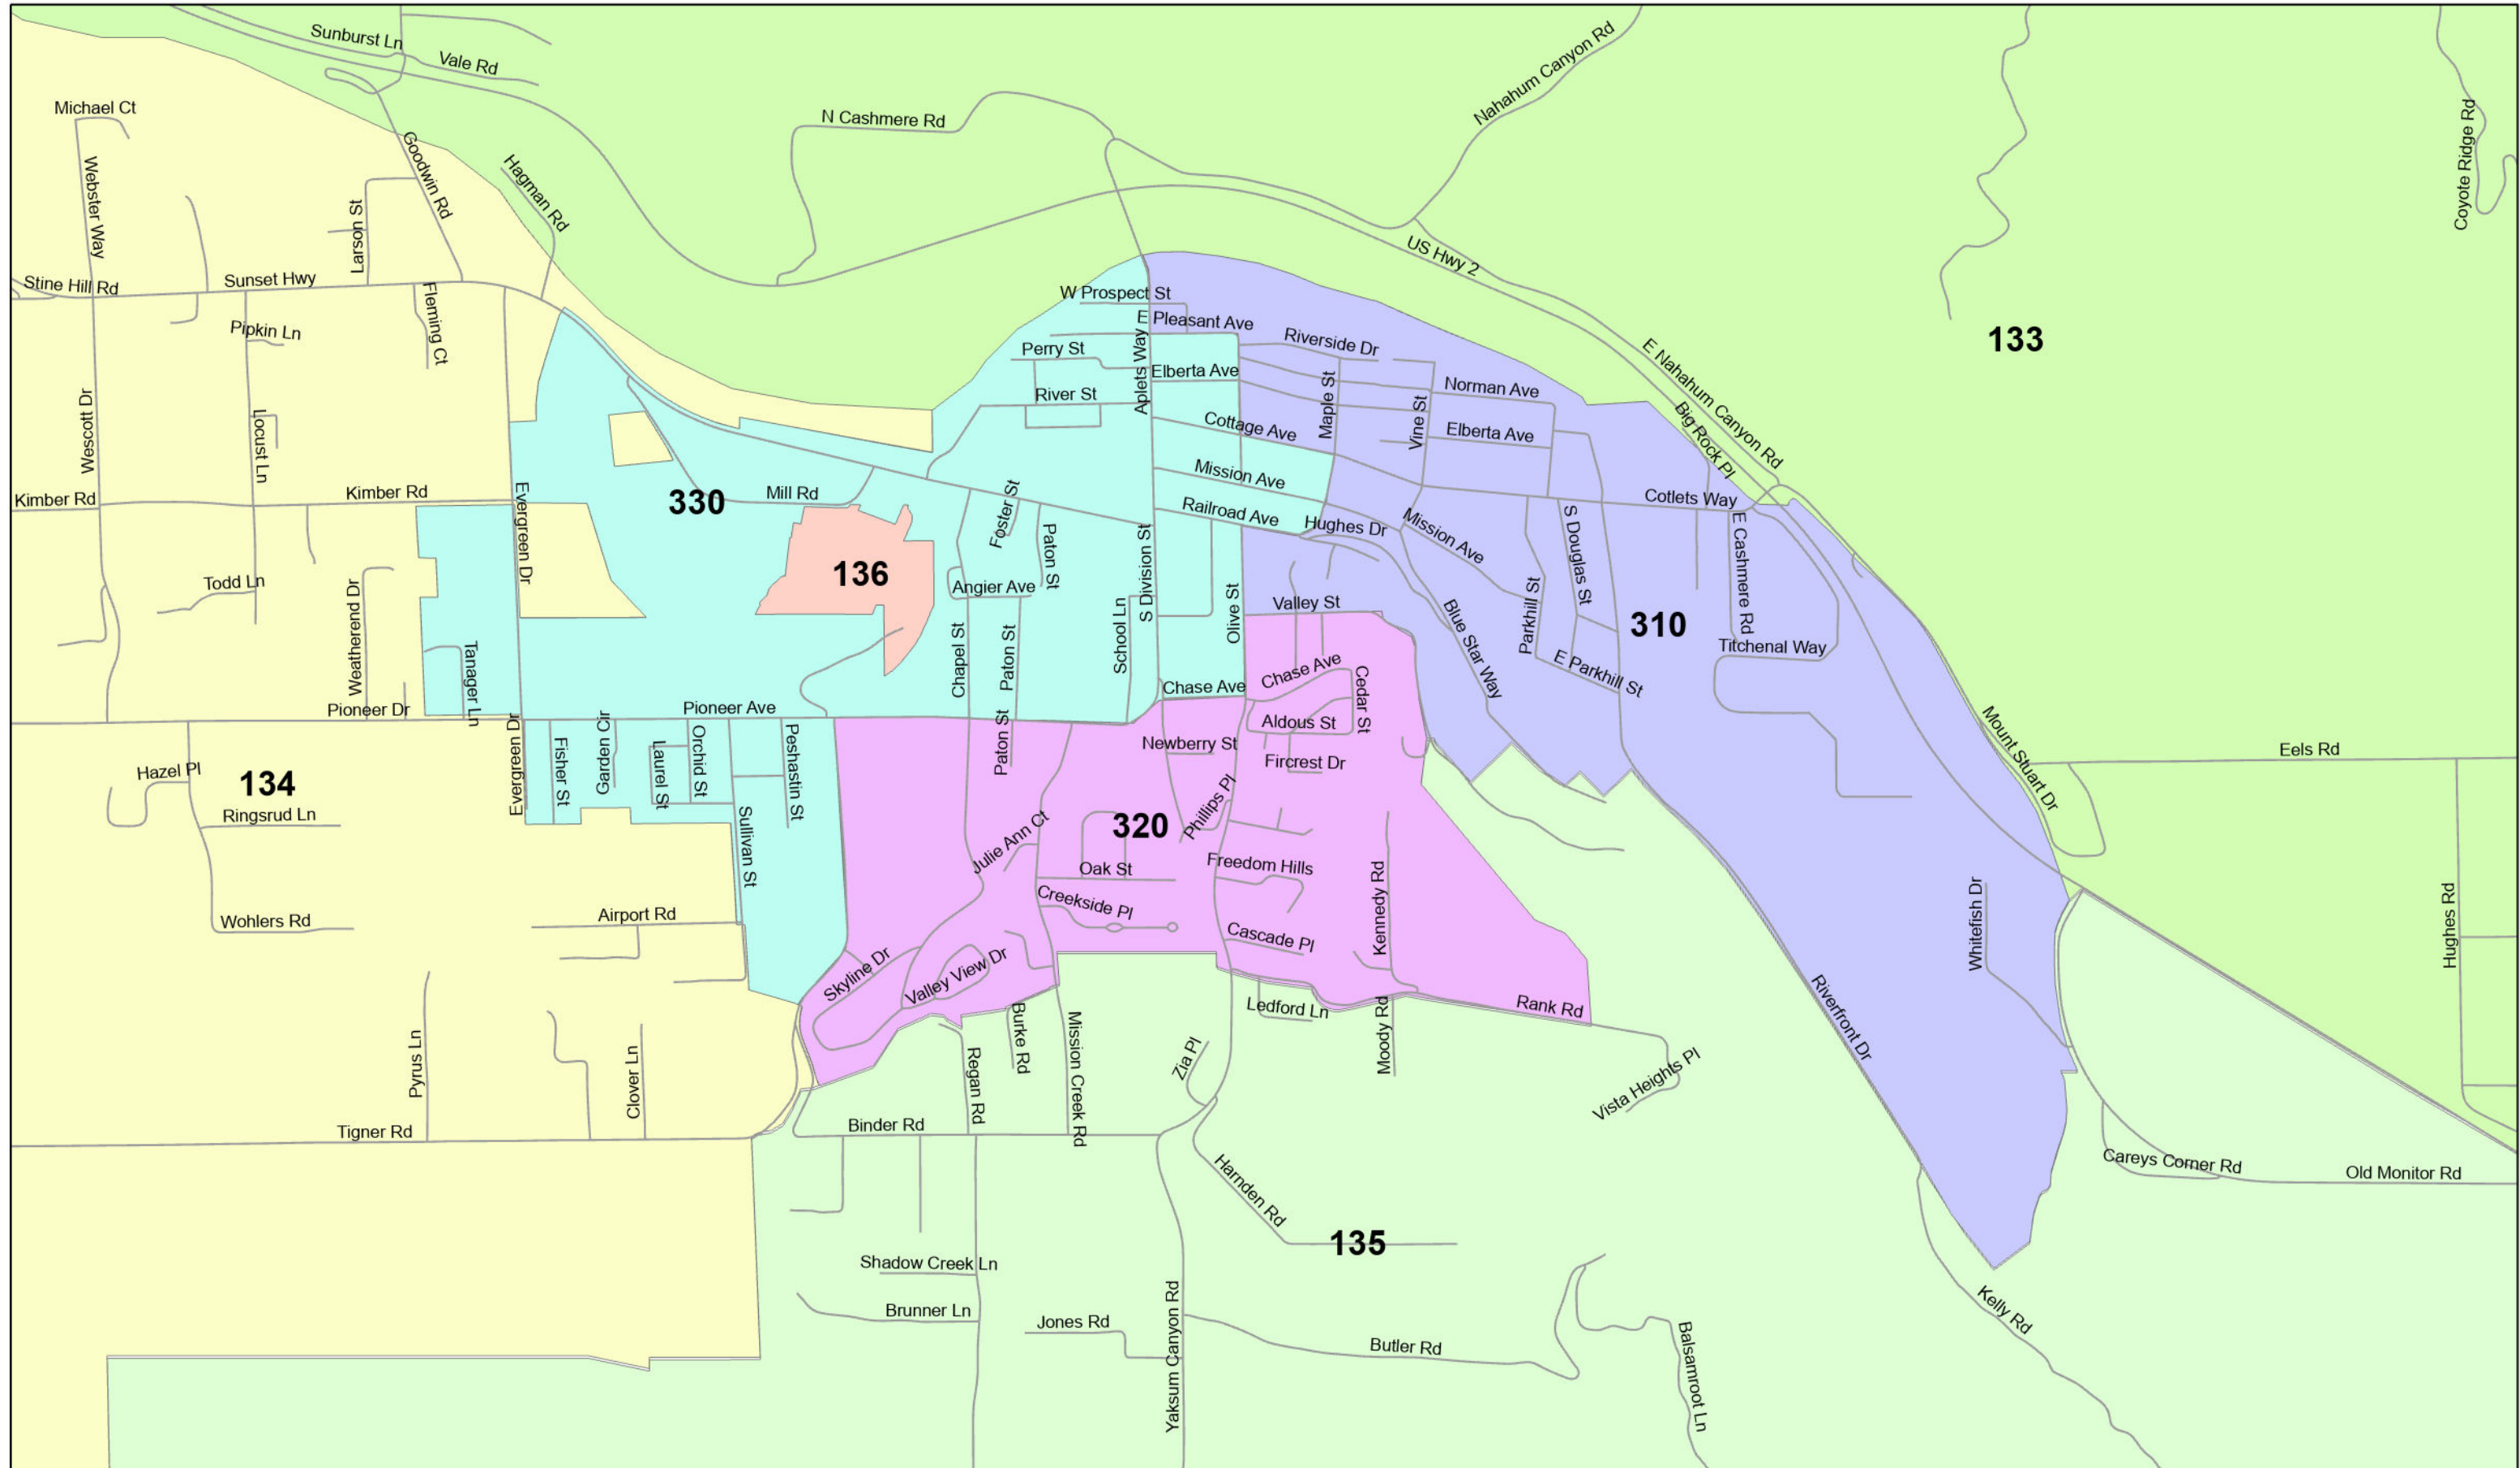 Sunburst Ln
Vale Rd
Nahahum Canyon Rd
Michael Ct
N Cashmere Rd
Coyote Ridge Rd
Goodwin Rd
Webster Way
Hagman Rd
Larson St
US Hwy 2
Stine Hill Rd
Sunset Hwy
Fleming Ct
W Prospect St
E Pleasant Ave
Pipkin Ln
Riverside Dr
133
Perry St
Aplets Way
Elberta Ave
E Nahahum Canyon Rd
Norman Ave
Maple St
River St
Wescott Dr
Locust Ln
Cottage Ave
Vine St
Elberta Ave
Big Rock Pl
Mission Ave
Kimber Rd
Kimber Rd
Evergreen Dr
330
Mill Rd
Cotlets Way
Foster St
Railroad Ave
Hughes Dr
Mission Ave
S Douglas St
E Cashmere Rd
Paton St
S Division St
136
Todd Ln
Weatherend Dr
Angier Ave
Olive St
Valley St
Parkhill St
Blue Star Way
310
School Ln
Chapel St
Paton St
Titchenal Way
E Parkhill St
Tanager Ln
Chase Ave
Chase Ave
Cedar St
Pioneer Dr
Pioneer Ave
Aldous St
Paton St
Newberry St
Mount Stuart Dr
Eels Rd
Evergreen Dr
Fisher St
Garden Cir
Laurel St
Orchid St
Peshastin St
Fircrest Dr
Hazel Pl
134
Ringsrud Ln
Sullivan St
Phillips Pl
320
Julie Ann Ct
Oak St
Freedom Hills
Kennedy Rd
Creekside Pl
Whitefish Dr
Hughes Rd
Wohlers Rd
Airport Rd
Cascade Pl
Skyline Dr
Valley View Dr
Ledford Ln
Rank Rd
Riverfront Dr
Burke Rd
Mission Creek Rd
Moody Rd
Pyrus Ln
Clover Ln
Regan Rd
Zia Pl
Vista Heights Pl
Tigner Rd
Binder Rd
Careys Corner Rd
Old Monitor Rd
Harnden Rd
135
Shadow Creek Ln
Brunner Ln
Jones Rd
Yaksum Canyon Rd
Butler Rd
Balsamroot Ln
Kelly Rd